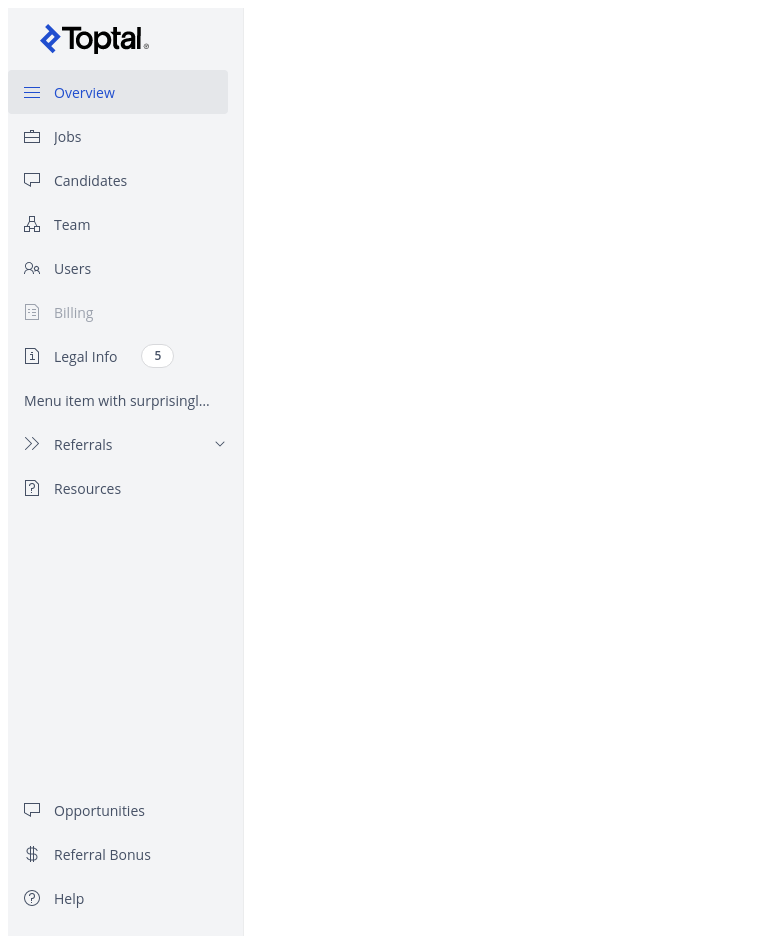 Toptal®
Overview
Jobs
Candidates
Team
Users
Billing
Legal Info 5
Menu item with surprisingl...
Referrals
Resources
Opportunities
Referral Bonus
Help